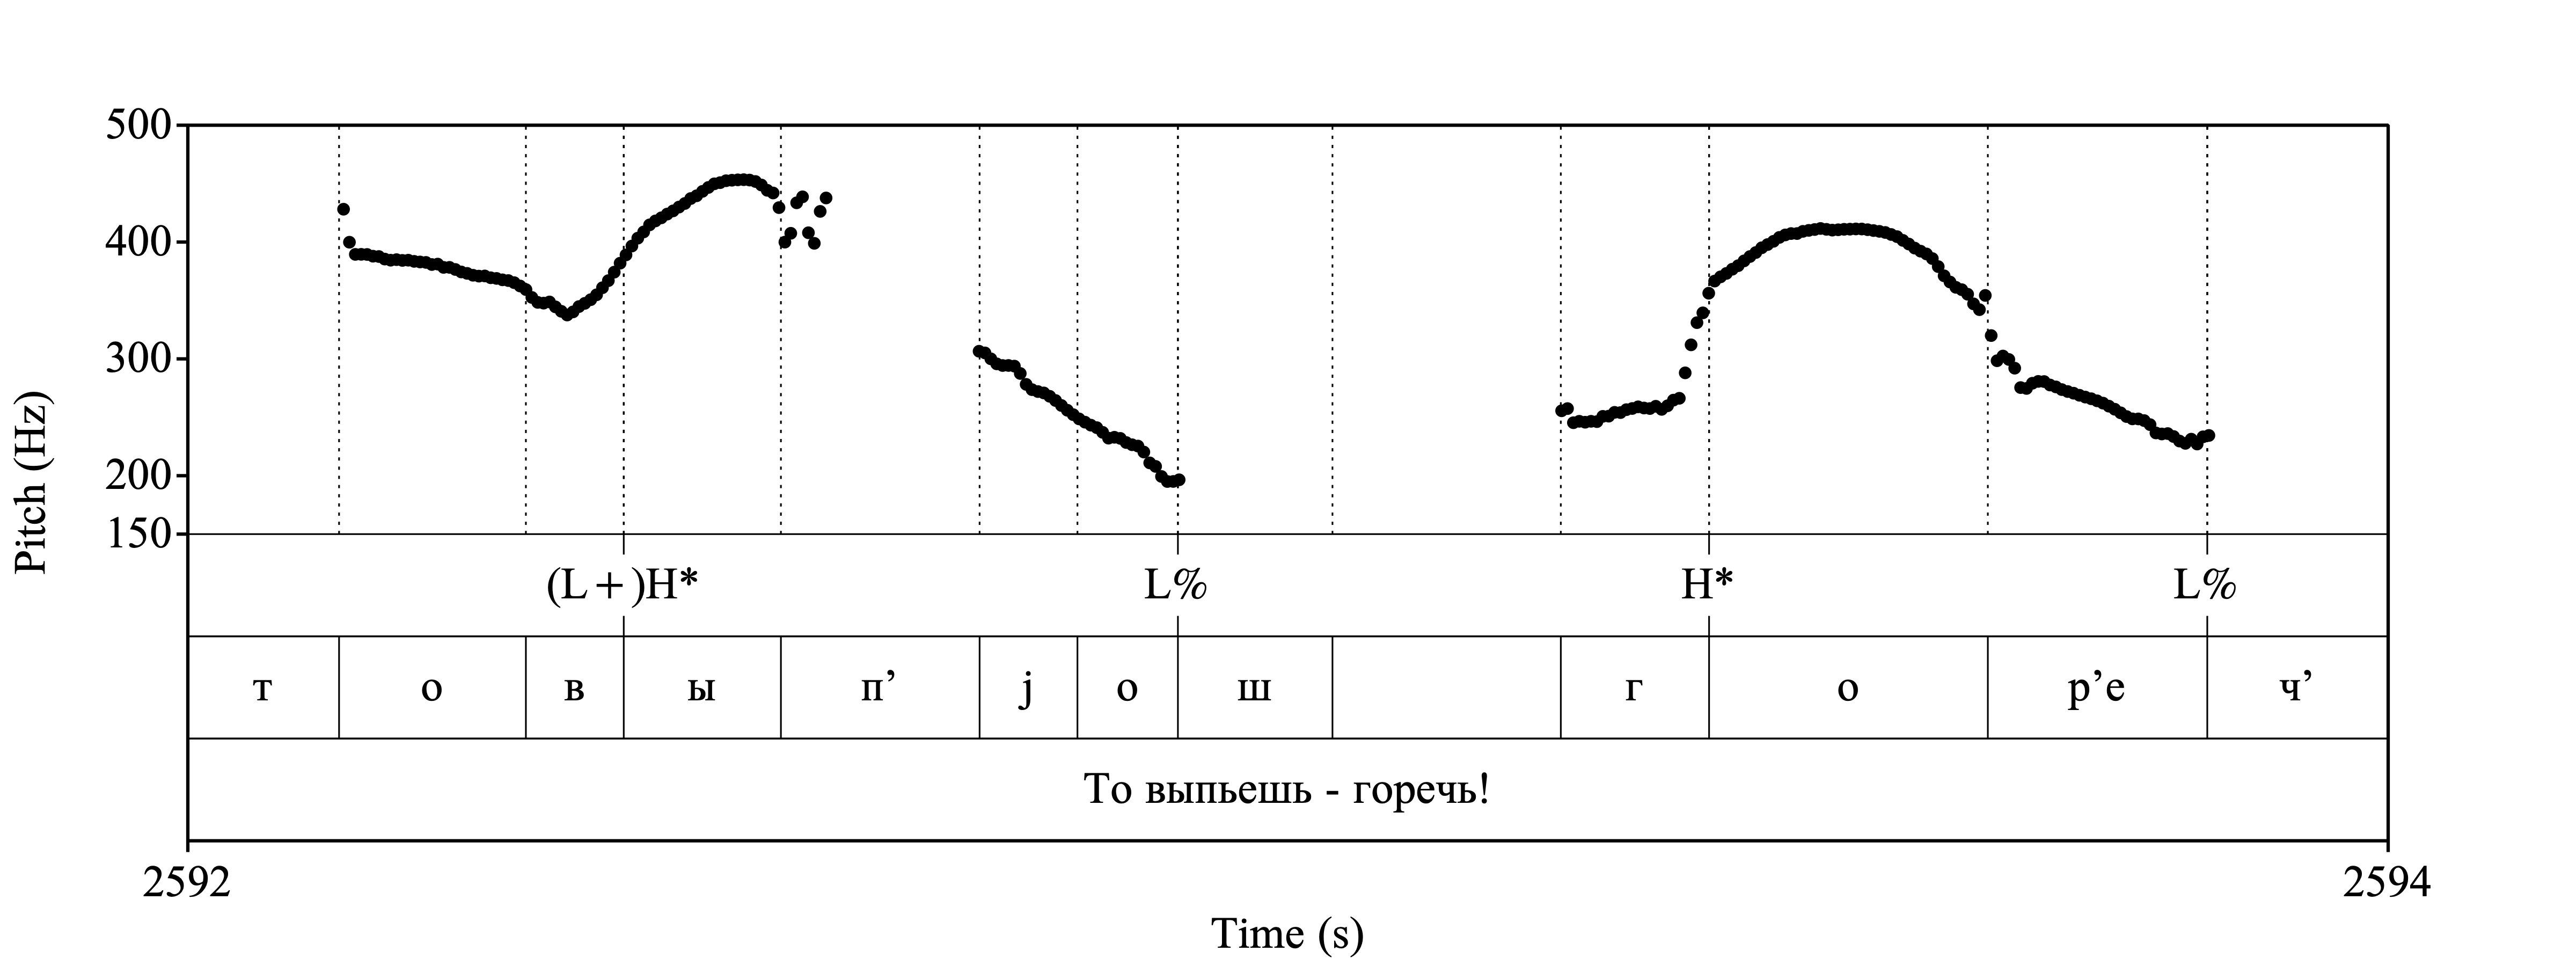 500
400
300
200
150
Pitch (Hz)
(L+)H* L% H* L%
т о в ы п’ j о ш г о р’е ч’
То выпьешь - горечь!
2592 2594
Time (s)